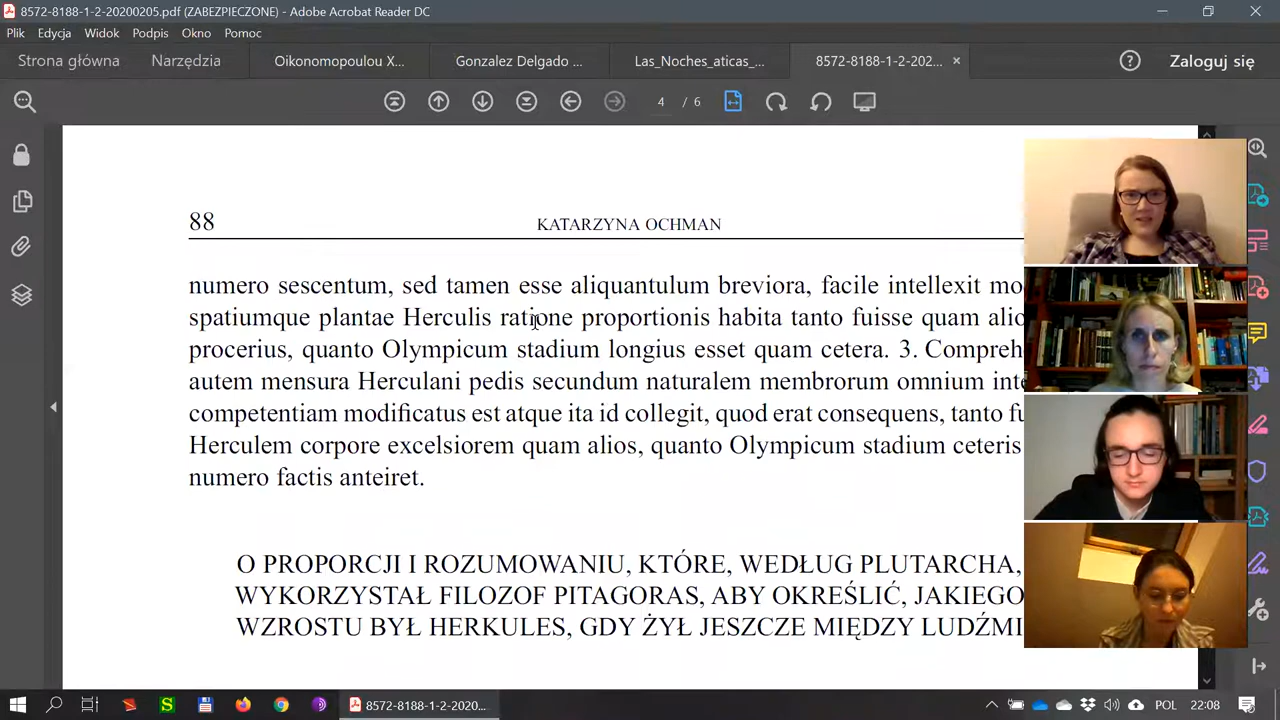 8572-8188-1-2-20200205.pdf (ZABEZPIECZONE) - Adobe Acrobat Reader DC
Plik Edycja Widok Podpis Okno Pomoc
Strona główna Narzędzia Oikonomopoulou X... Gonzalez Delgado ... Las_Noches_aticas_... 8572-8188-1-2-202... Zaloguj się
4 / 6
88 KATARZYNA OCHMAN
numero sescentum, sed tamen esse aliquantulum breviora, facile intellexit mo
spatiumque plantae Herculis ratione proportionis habita tanto fuisse quam alio
procerius, quanto Olympicum stadium longius esset quam cetera. 3. Compreh
autem mensura Herculani pedis secundum naturalem membrorum omnium inte
competentiam modificatus est atque ita id collegit, quod erat consequens, tanto fu
Herculem corpore excelsiorem quam alios, quanto Olympicum stadium ceteris
numero factis anteiret.
O PROPORCJI I ROZUMOWANIU, KTÓRE, WEDŁUG PLUTARCHA,
WYKORZYSTAŁ FILOZOF PITAGORAS, ABY OKREŚLIĆ, JAKIEGO
WZROSTU BYŁ HERKULES, GDY ŻYŁ JESZCZE MIĘDZY LUDŹMI
8572-8188-1-2-2020... POL 22:08